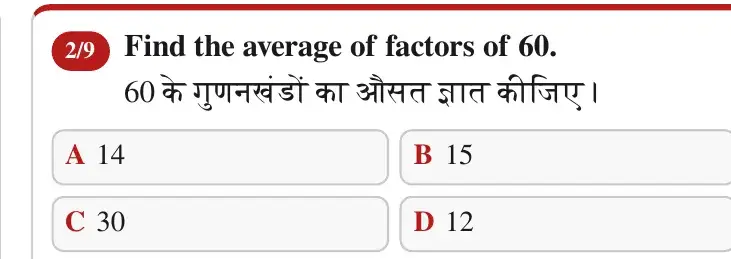 2/9 Find the average of factors of 60.
60 के गुणनखंडों का औसत ज्ञात कीजिए।
A 14
B 15
C 30
D 12